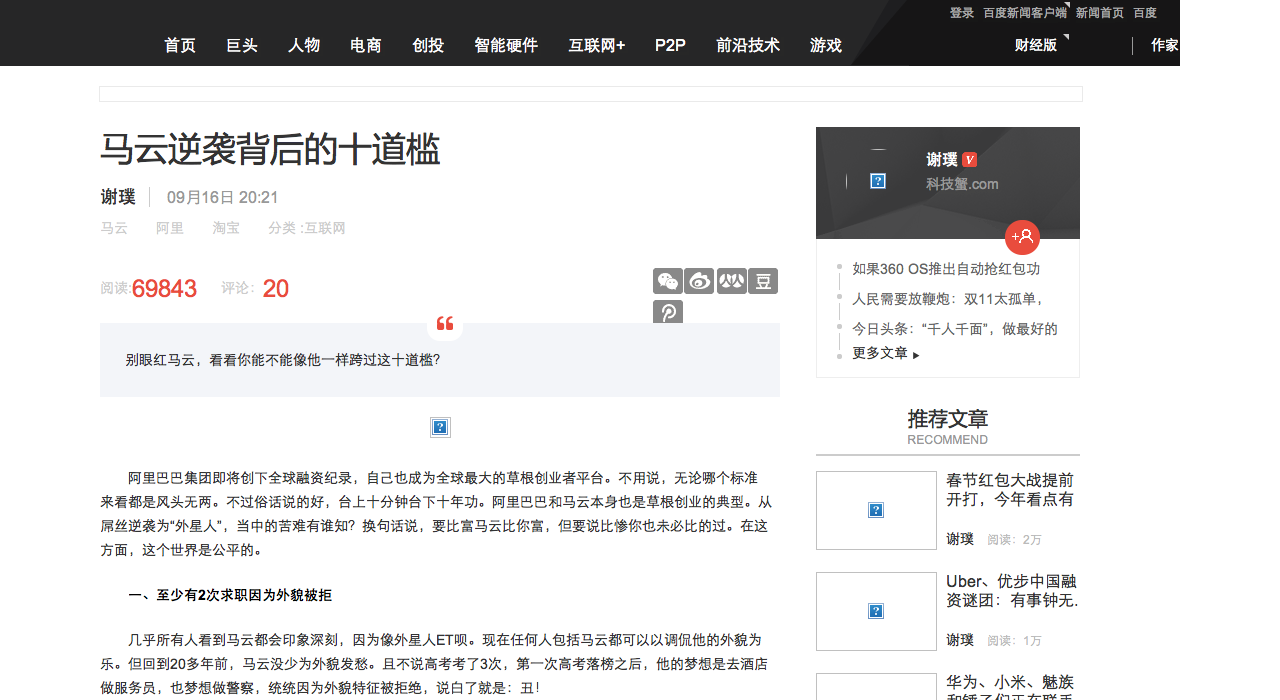 登录 百度新闻客户端 新闻首页 百度
首页 巨头 人物 电商 创投 智能硬件 互联网+ P2P 前沿技术 游戏 财经版 作家
马云逆袭背后的十道槛
谢璞 09月16日 20:21
马云 阿里 淘宝 分类 :互联网
阅读:69843 评论: 20
别眼红马云，看看你能不能像他一样跨过这十道槛?
阿里巴巴集团即将创下全球融资纪录，自己也成为全球最大的草根创业者平台。不用说，无论哪个标准
来看都是风头无两。不过俗话说的好，台上十分钟台下十年功。阿里巴巴和马云本身也是草根创业的典型。从
屌丝逆袭为“外星人”，当中的苦难有谁知？换句话说，要比富马云比你富，但要说比惨你也未必比的过。在这
方面，这个世界是公平的。
一、至少有2次求职因为外貌被拒
几乎所有人看到马云都会印象深刻，因为像外星人ET呗。现在任何人包括马云都可以以调侃他的外貌为
乐。但回到20多年前，马云没少为外貌发愁。且不说高考考了3次，第一次高考落榜之后，他的梦想是去酒店
做服务员，也梦想做警察，统统因为外貌特征被拒绝，说白了就是：丑！
谢璞 V
科技蟹.com
如果360 OS推出自动抢红包功
人民需要放鞭炮：双11太孤单，
今日头条：“千人千面”，做最好的
更多文章
推荐文章
RECOMMEND
春节红包大战提前
开打，今年看点有
谢璞 阅读：2万
Uber、优步中国融
资谜团：有事钟无.
谢璞 阅读：1万
华为、小米、魅族